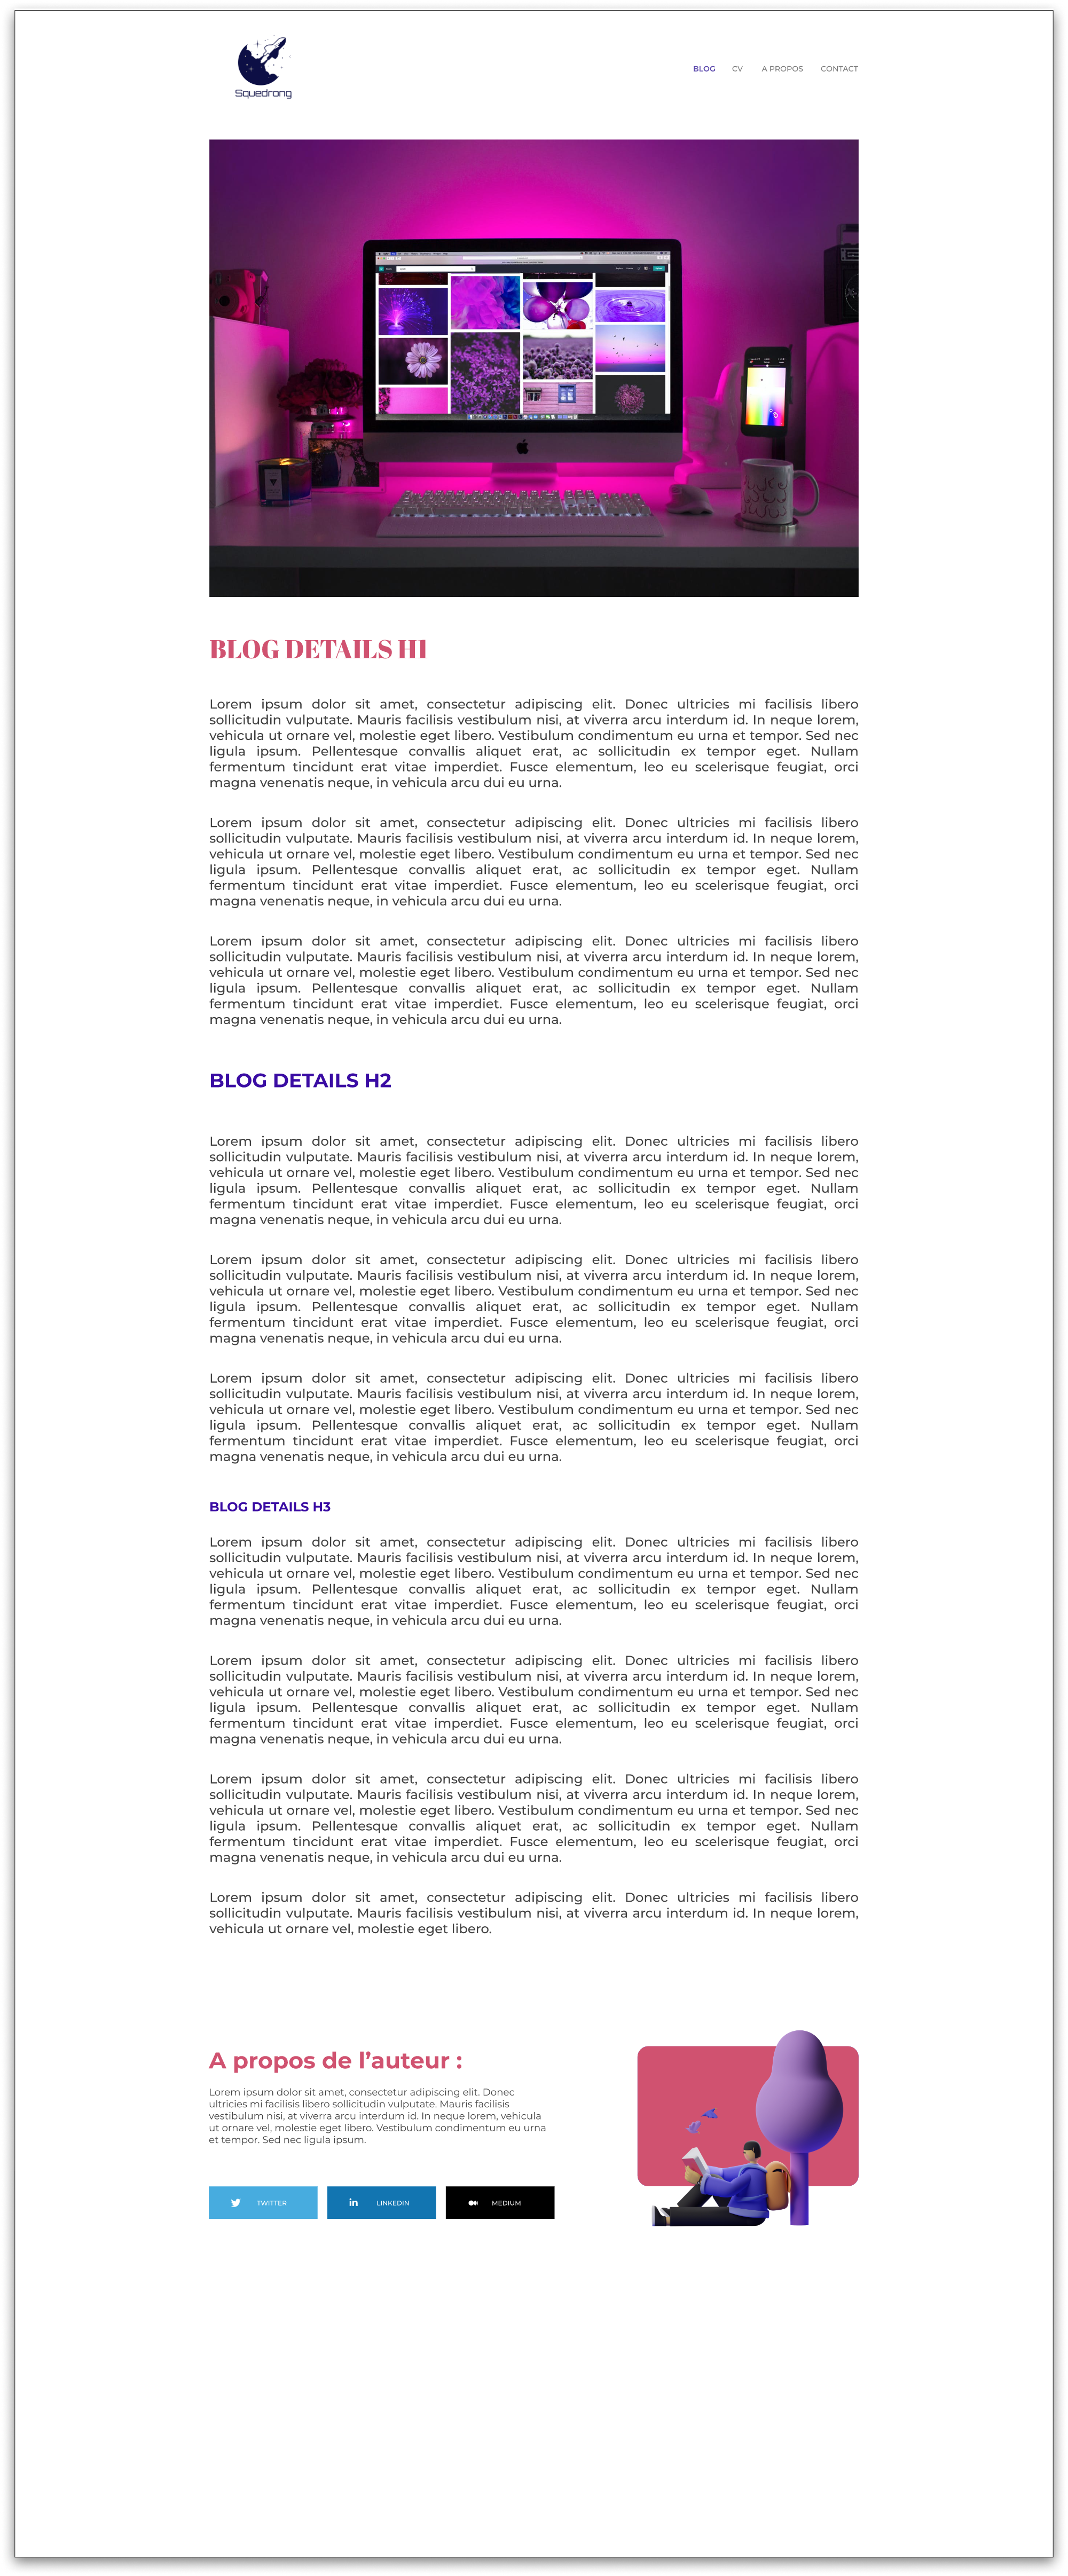 Squedrong
BLOG CV A PROPOS CONTACT
BLOG DETAILS H1
Lorem ipsum dolor sit amet, consectetur adipiscing elit. Donec ultricies mi facilisis libero
sollicitudin vulputate. Mauris facilisis vestibulum nisi, at viverra arcu interdum id. In neque lorem,
vehicula ut ornare vel, molestie eget libero. Vestibulum condimentum eu urna et tempor. Sed nec
ligula ipsum. Pellentesque convallis aliquet erat, ac sollicitudin ex tempor eget. Nullam
fermentum tincidunt erat vitae imperdiet. Fusce elementum, leo eu scelerisque feugiat, orci
magna venenatis neque, in vehicula arcu dui eu urna.
Lorem ipsum dolor sit amet, consectetur adipiscing elit. Donec ultricies mi facilisis libero
sollicitudin vulputate. Mauris facilisis vestibulum nisi, at viverra arcu interdum id. In neque lorem,
vehicula ut ornare vel, molestie eget libero. Vestibulum condimentum eu urna et tempor. Sed nec
ligula ipsum. Pellentesque convallis aliquet erat, ac sollicitudin ex tempor eget. Nullam
fermentum tincidunt erat vitae imperdiet. Fusce elementum, leo eu scelerisque feugiat, orci
magna venenatis neque, in vehicula arcu dui eu urna.
Lorem ipsum dolor sit amet, consectetur adipiscing elit. Donec ultricies mi facilisis libero
sollicitudin vulputate. Mauris facilisis vestibulum nisi, at viverra arcu interdum id. In neque lorem,
vehicula ut ornare vel, molestie eget libero. Vestibulum condimentum eu urna et tempor. Sed nec
ligula ipsum. Pellentesque convallis aliquet erat, ac sollicitudin ex tempor eget. Nullam
fermentum tincidunt erat vitae imperdiet. Fusce elementum, leo eu scelerisque feugiat, orci
magna venenatis neque, in vehicula arcu dui eu urna.
BLOG DETAILS H2
Lorem ipsum dolor sit amet, consectetur adipiscing elit. Donec ultricies mi facilisis libero
sollicitudin vulputate. Mauris facilisis vestibulum nisi, at viverra arcu interdum id. In neque lorem,
vehicula ut ornare vel, molestie eget libero. Vestibulum condimentum eu urna et tempor. Sed nec
ligula ipsum. Pellentesque convallis aliquet erat, ac sollicitudin ex tempor eget. Nullam
fermentum tincidunt erat vitae imperdiet. Fusce elementum, leo eu scelerisque feugiat, orci
magna venenatis neque, in vehicula arcu dui eu urna.
Lorem ipsum dolor sit amet, consectetur adipiscing elit. Donec ultricies mi facilisis libero
sollicitudin vulputate. Mauris facilisis vestibulum nisi, at viverra arcu interdum id. In neque lorem,
vehicula ut ornare vel, molestie eget libero. Vestibulum condimentum eu urna et tempor. Sed nec
ligula ipsum. Pellentesque convallis aliquet erat, ac sollicitudin ex tempor eget. Nullam
fermentum tincidunt erat vitae imperdiet. Fusce elementum, leo eu scelerisque feugiat, orci
magna venenatis neque, in vehicula arcu dui eu urna.
Lorem ipsum dolor sit amet, consectetur adipiscing elit. Donec ultricies mi facilisis libero
sollicitudin vulputate. Mauris facilisis vestibulum nisi, at viverra arcu interdum id. In neque lorem,
vehicula ut ornare vel, molestie eget libero. Vestibulum condimentum eu urna et tempor. Sed nec
ligula ipsum. Pellentesque convallis aliquet erat, ac sollicitudin ex tempor eget. Nullam
fermentum tincidunt erat vitae imperdiet. Fusce elementum, leo eu scelerisque feugiat, orci
magna venenatis neque, in vehicula arcu dui eu urna.
BLOG DETAILS H3
Lorem ipsum dolor sit amet, consectetur adipiscing elit. Donec ultricies mi facilisis libero
sollicitudin vulputate. Mauris facilisis vestibulum nisi, at viverra arcu interdum id. In neque lorem,
vehicula ut ornare vel, molestie eget libero. Vestibulum condimentum eu urna et tempor. Sed nec
ligula ipsum. Pellentesque convallis aliquet erat, ac sollicitudin ex tempor eget. Nullam
fermentum tincidunt erat vitae imperdiet. Fusce elementum, leo eu scelerisque feugiat, orci
magna venenatis neque, in vehicula arcu dui eu urna.
Lorem ipsum dolor sit amet, consectetur adipiscing elit. Donec ultricies mi facilisis libero
sollicitudin vulputate. Mauris facilisis vestibulum nisi, at viverra arcu interdum id. In neque lorem,
vehicula ut ornare vel, molestie eget libero. Vestibulum condimentum eu urna et tempor. Sed nec
ligula ipsum. Pellentesque convallis aliquet erat, ac sollicitudin ex tempor eget. Nullam
fermentum tincidunt erat vitae imperdiet. Fusce elementum, leo eu scelerisque feugiat, orci
magna venenatis neque, in vehicula arcu dui eu urna.
Lorem ipsum dolor sit amet, consectetur adipiscing elit. Donec ultricies mi facilisis libero
sollicitudin vulputate. Mauris facilisis vestibulum nisi, at viverra arcu interdum id. In neque lorem,
vehicula ut ornare vel, molestie eget libero. Vestibulum condimentum eu urna et tempor. Sed nec
ligula ipsum. Pellentesque convallis aliquet erat, ac sollicitudin ex tempor eget. Nullam
fermentum tincidunt erat vitae imperdiet. Fusce elementum, leo eu scelerisque feugiat, orci
magna venenatis neque, in vehicula arcu dui eu urna.
Lorem ipsum dolor sit amet, consectetur adipiscing elit. Donec ultricies mi facilisis libero
sollicitudin vulputate. Mauris facilisis vestibulum nisi, at viverra arcu interdum id. In neque lorem,
vehicula ut ornare vel, molestie eget libero.
A propos de l’auteur :
Lorem ipsum dolor sit amet, consectetur adipiscing elit. Donec
ultricies mi facilisis libero sollicitudin vulputate. Mauris facilisis
vestibulum nisi, at viverra arcu interdum id. In neque lorem, vehicula
ut ornare vel, molestie eget libero. Vestibulum condimentum eu urna
et tempor. Sed nec ligula ipsum.
TWITTER LINKEDIN MEDIUM